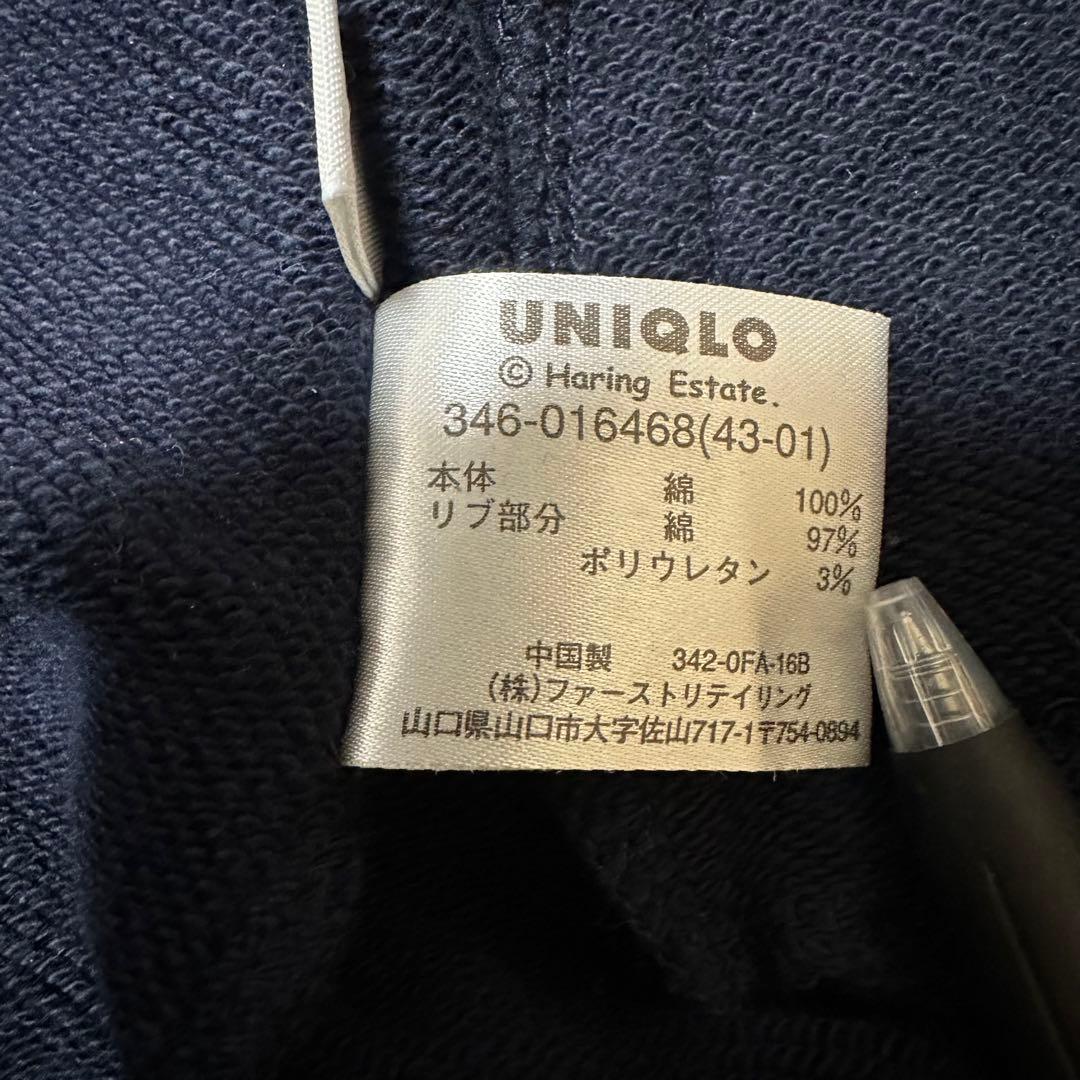 UNIQLO
© Haring Estate.
346-016468(43-01)
本体 綿 100%
リブ部分 綿 97%
ポリウレタン 3%
中国製 342-OFA-16B
(株)ファーストリテイリング
山口県山口市大字佐山717-1〒754-0894